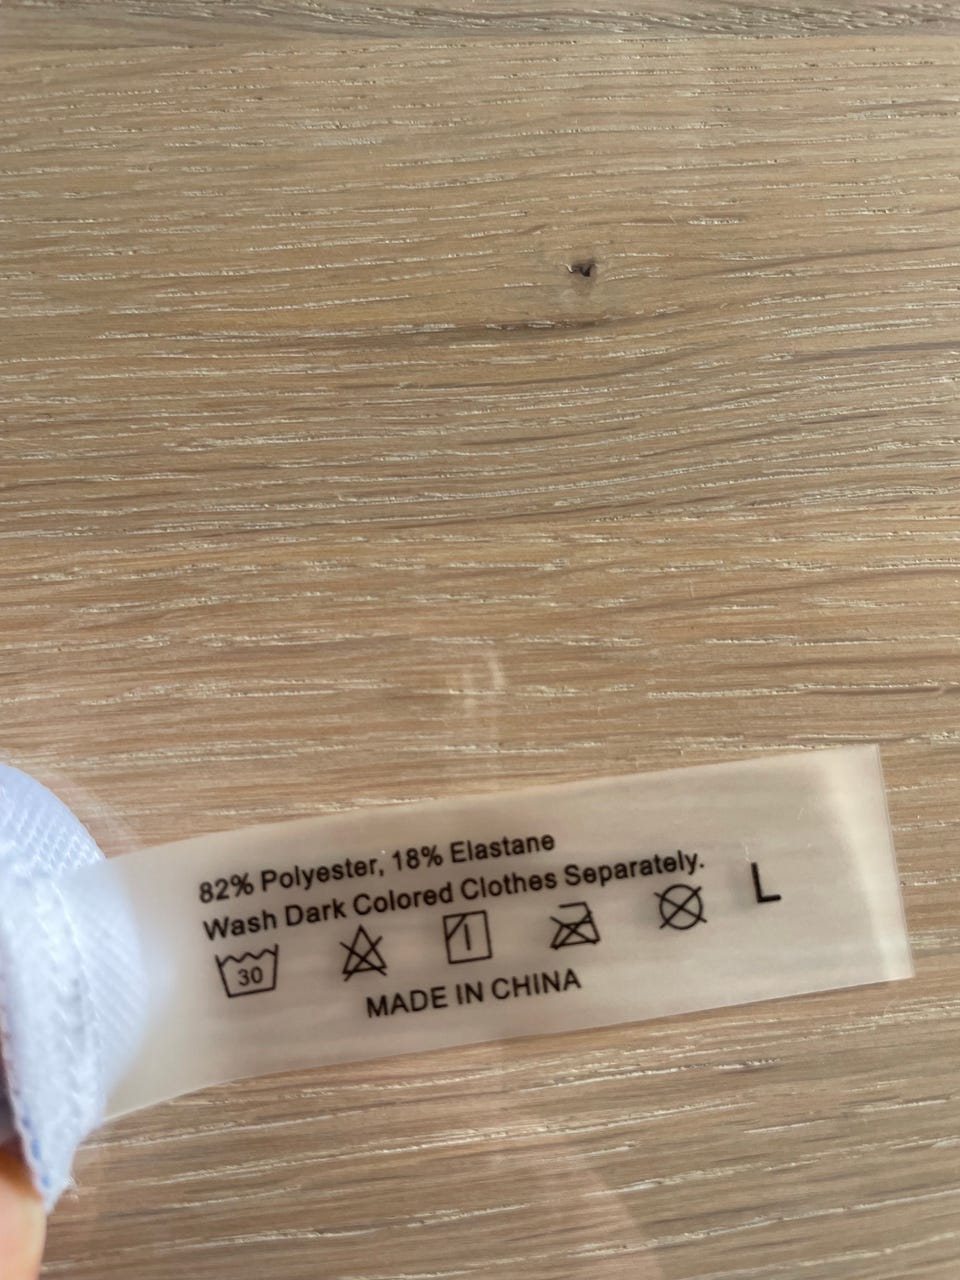 82% Polyester, 18% Elastane
Wash Dark Colored Clothes Separately.
30
L
MADE IN CHINA